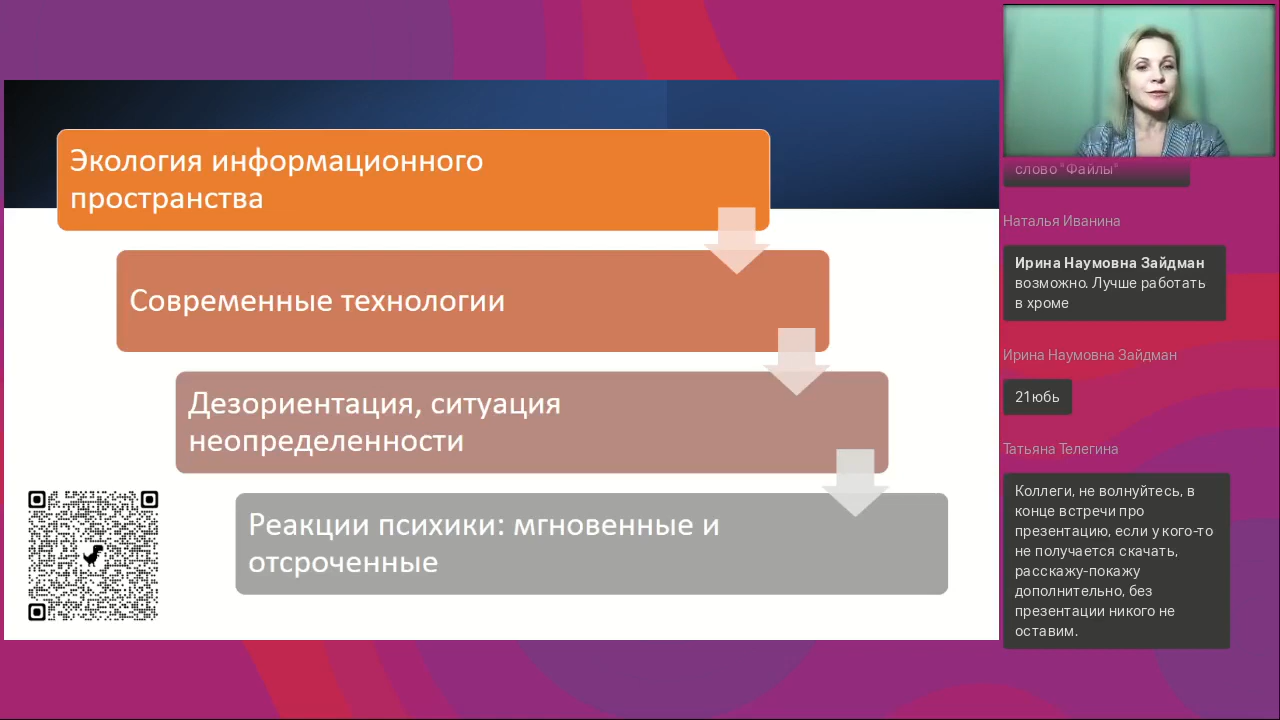 Экология информационного
пространства
Современные технологии
Дезориентация, ситуация
неопределенности
Реакции психики: мгновенные и
отсроченные
слово "Файлы"
Наталья Иванина
Ирина Наумовна Зайдман
возможно. Лучше работать
в хроме
Ирина Наумовна Зайдман
21юбь
Татьяна Телегина
Коллеги, не волнуйтесь, в
конце встречи про
презентацию, если у кого-то
не получается скачать,
расскажу-покажу
дополнительно, без
презентации никого не
оставим.